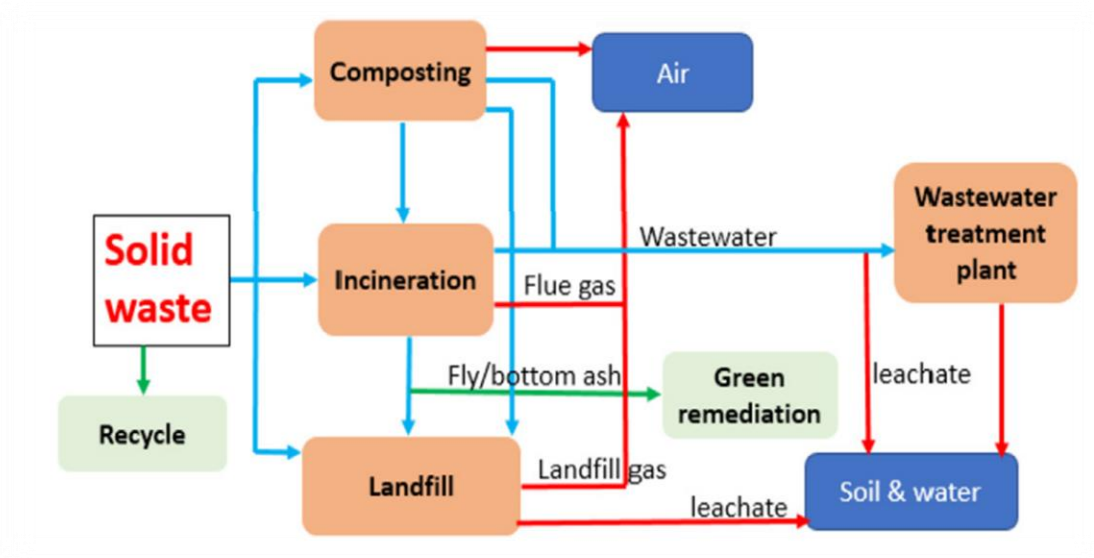 Composting
Air
Wastewater
treatment
plant
Solid
waste
Wastewater
Incineration
Flue gas
Fly/bottom ash
Green
remediation
leachate
Recycle
Landfill
Landfill gas
leachate
Soil & water